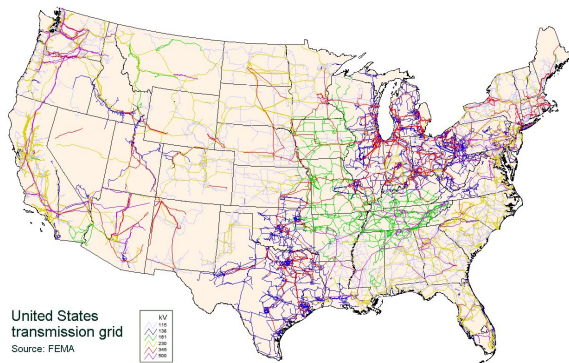 United States
transmission grid
Source: FEMA
kV
115
138
161
230
345
500